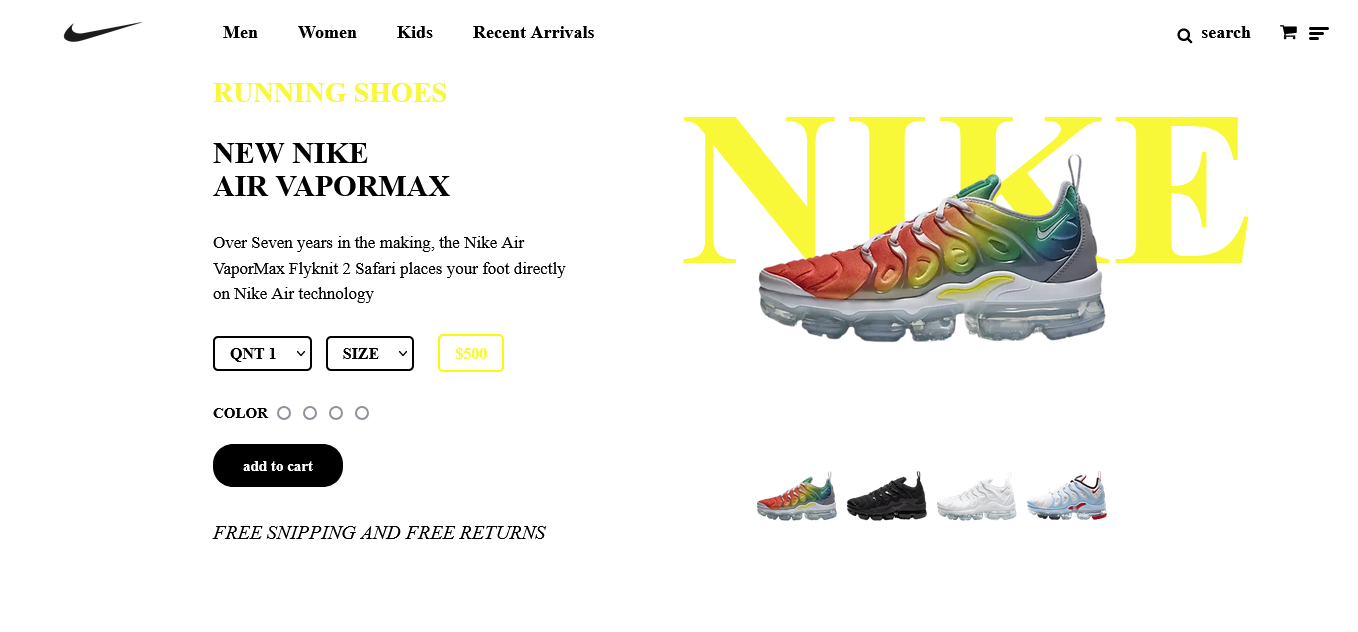 Men Women Kids Recent Arrivals search
RUNNING SHOES
NEW NIKE
AIR VAPORMAX
NIKE
Over Seven years in the making, the Nike Air
VaporMax Flyknit 2 Safari places your foot directly
on Nike Air technology
QNT 1 SIZE $500
COLOR
add to cart
FREE SNIPPING AND FREE RETURNS